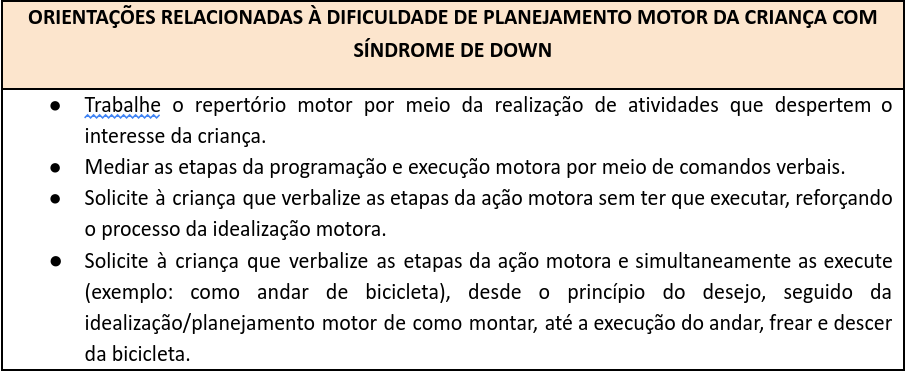 ORIENTAÇÕES RELACIONADAS À DIFICULDADE DE PLANEJAMENTO MOTOR DA CRIANÇA COM
SÍNDROME DE DOWN
● Trabalhe o repertório motor por meio da realização de atividades que despertem o
interesse da criança.
● Mediar as etapas da programação e execução motora por meio de comandos verbais.
● Solicite à criança que verbalize as etapas da ação motora sem ter que executar, reforçando
o processo da idealização motora.
● Solicite à criança que verbalize as etapas da ação motora e simultaneamente as execute
(exemplo: como andar de bicicleta), desde o princípio do desejo, seguido da
idealização/planejamento motor de como montar, até a execução do andar, frear e descer
da bicicleta.